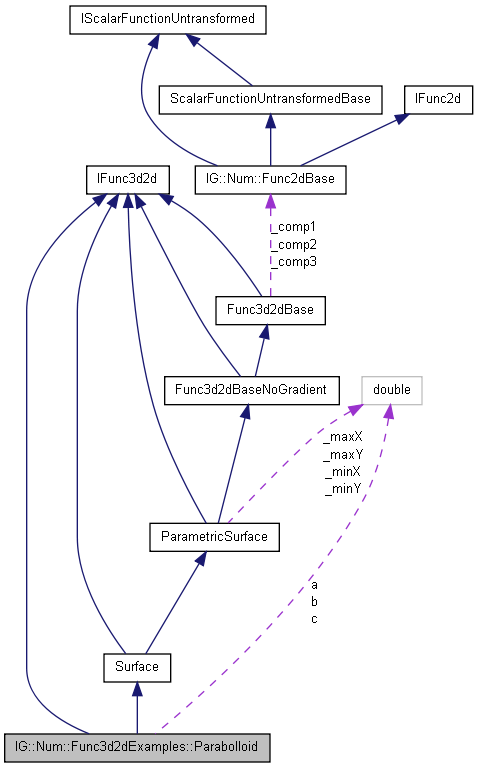 IScalarFunctionUntransformed
ScalarFunctionUntransformedBase
IFunc2d
IFunc3d2d
IG::Num::Func2dBase
_comp1
_comp2
_comp3
Func3d2dBase
Func3d2dBaseNoGradient
double
_maxX
_maxY
_minX
_minY
ParametricSurface
a
b
c
Surface
IG::Num::Func3d2dExamples::Parabolloid